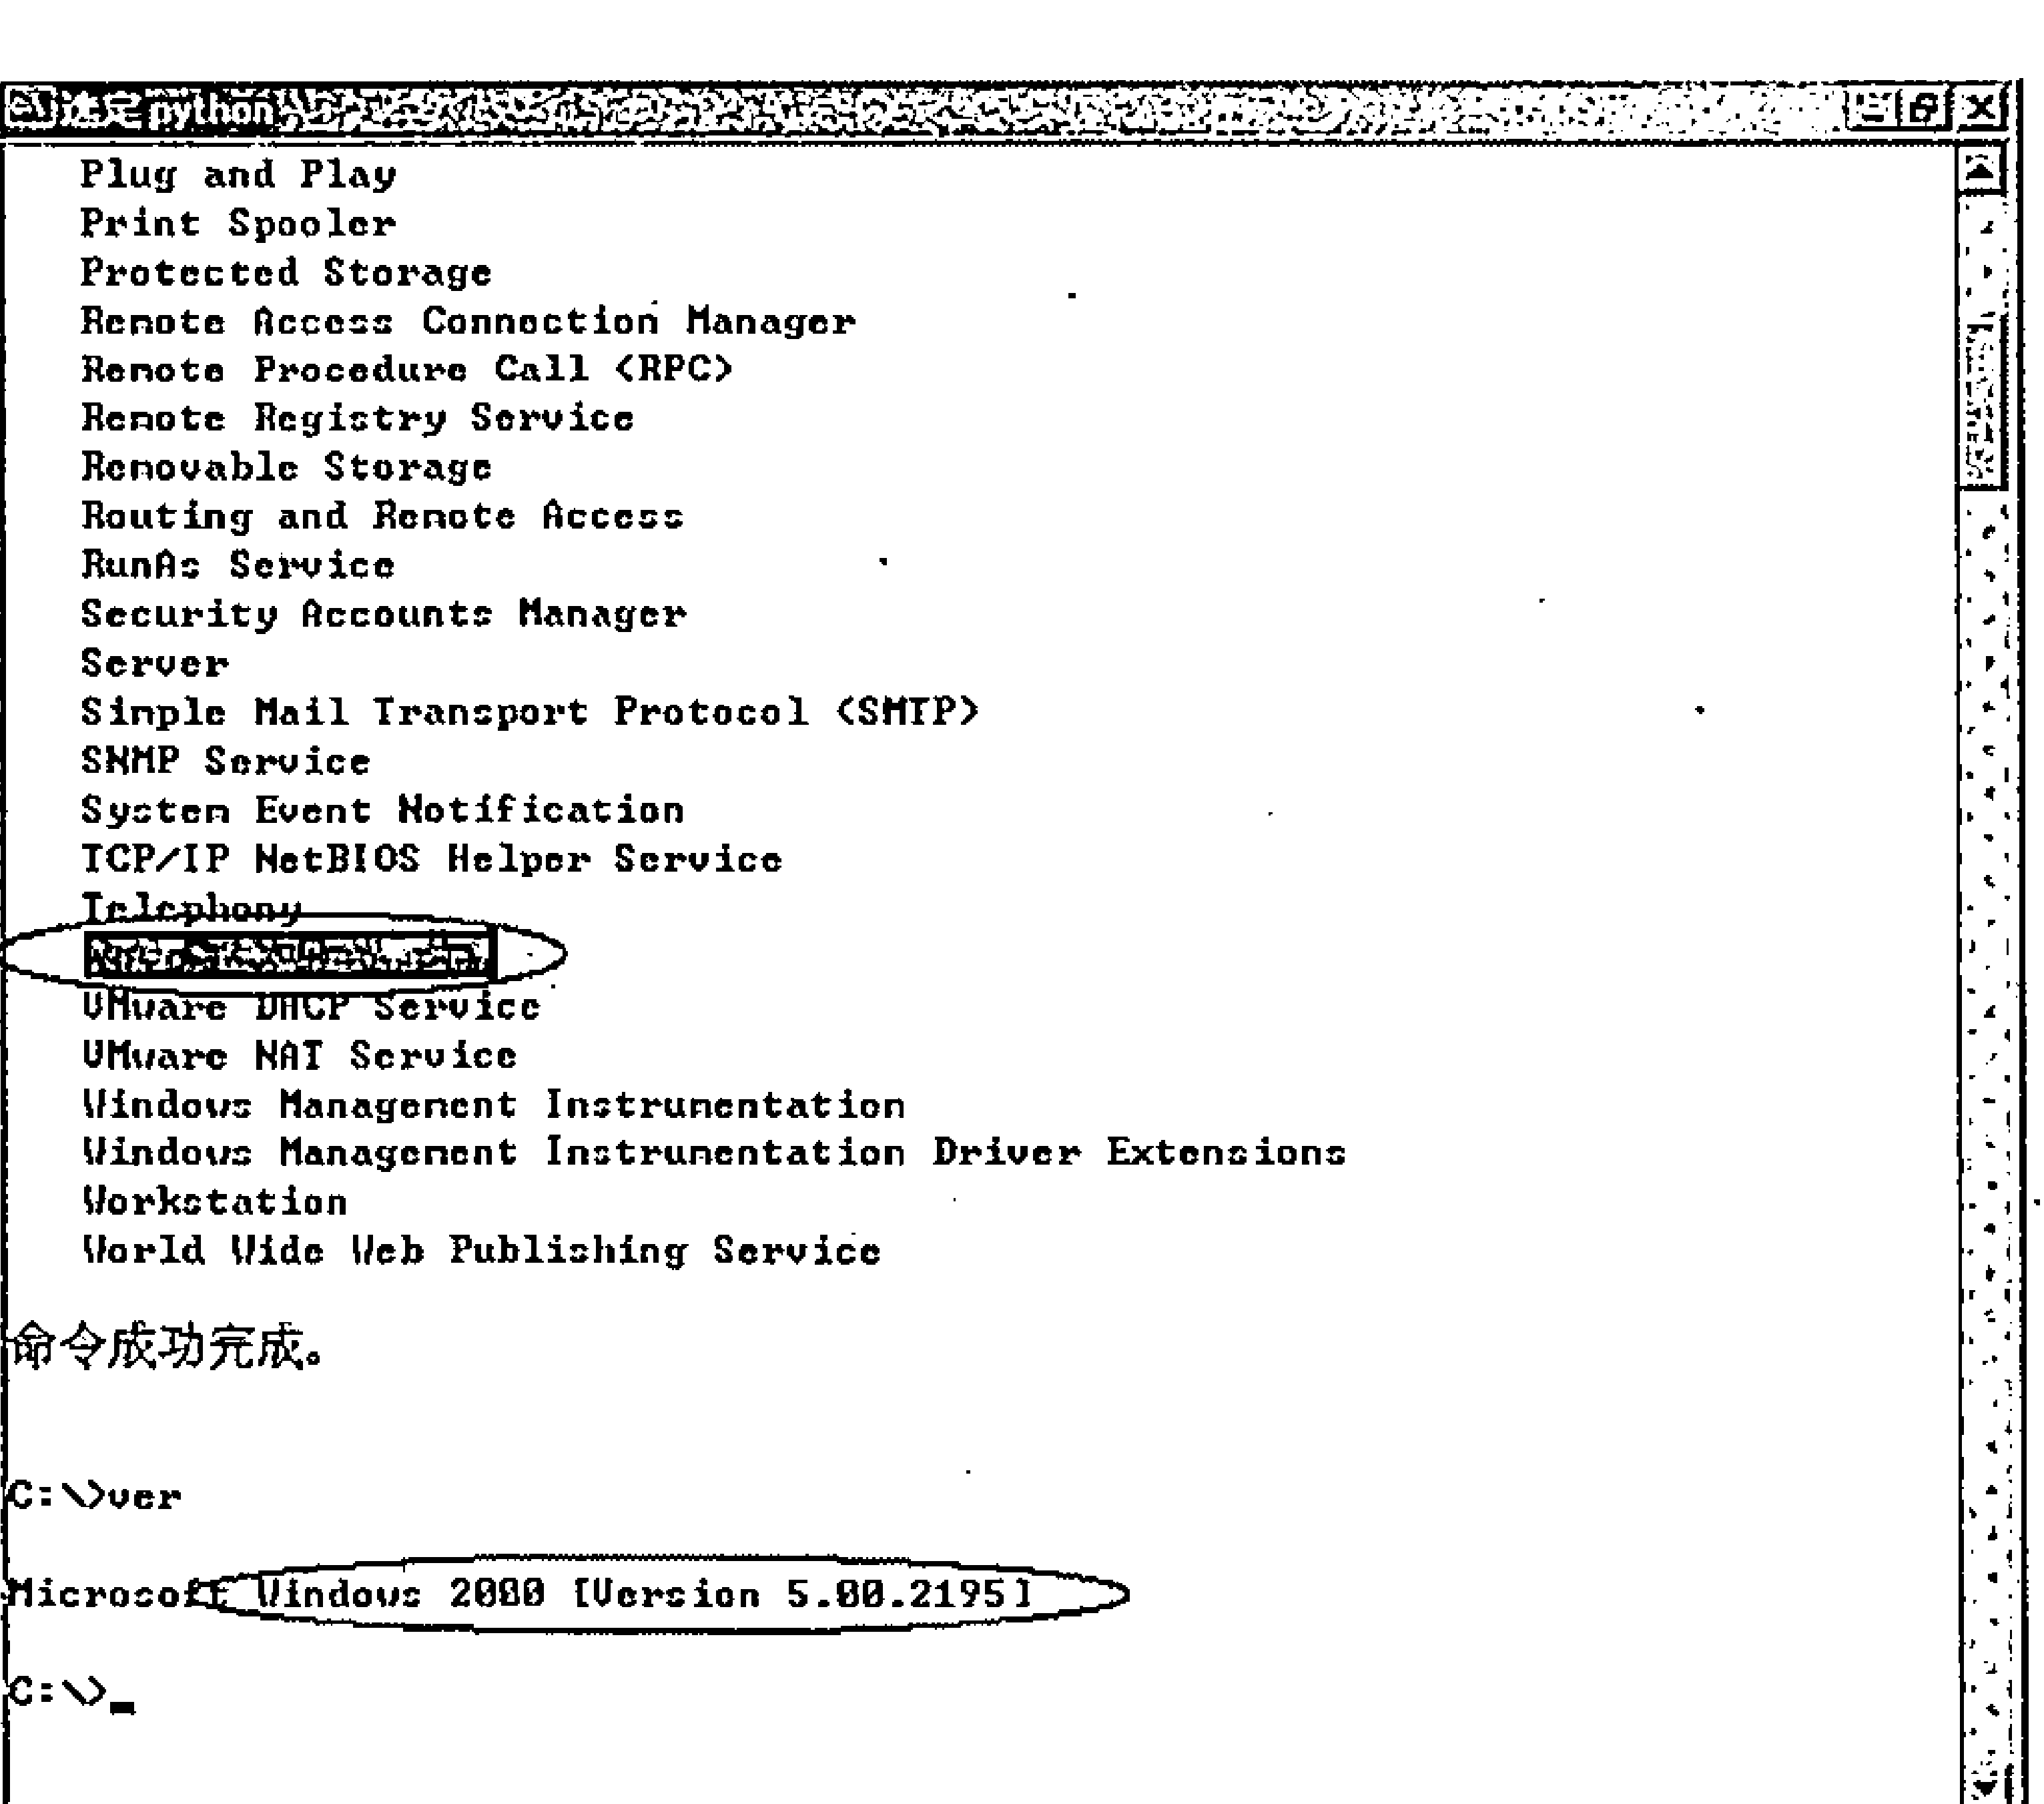 选定 python
Plug and Play
Print Spooler
Protected Storage
Remote Access Connection Manager
Remote Procedure Call (RPC)
Remote Registry Service
Removable Storage
Routing and Remote Access
RunAs Service
Security Accounts Manager
Server
Simple Mail Transport Protocol (SMTP)
SNMP Service
System Event Notification
TCP/IP NetBIOS Helper Service
Telephony
VMware DHCP Service
VMware NAT Service
Windows Management Instrumentation
Windows Management Instrumentation Driver Extensions
Workstation
World Wide Web Publishing Service
命令成功完成。
C:\>ver
Microsoft Windows 2000 [Version 5.00.2195]
C:\>_